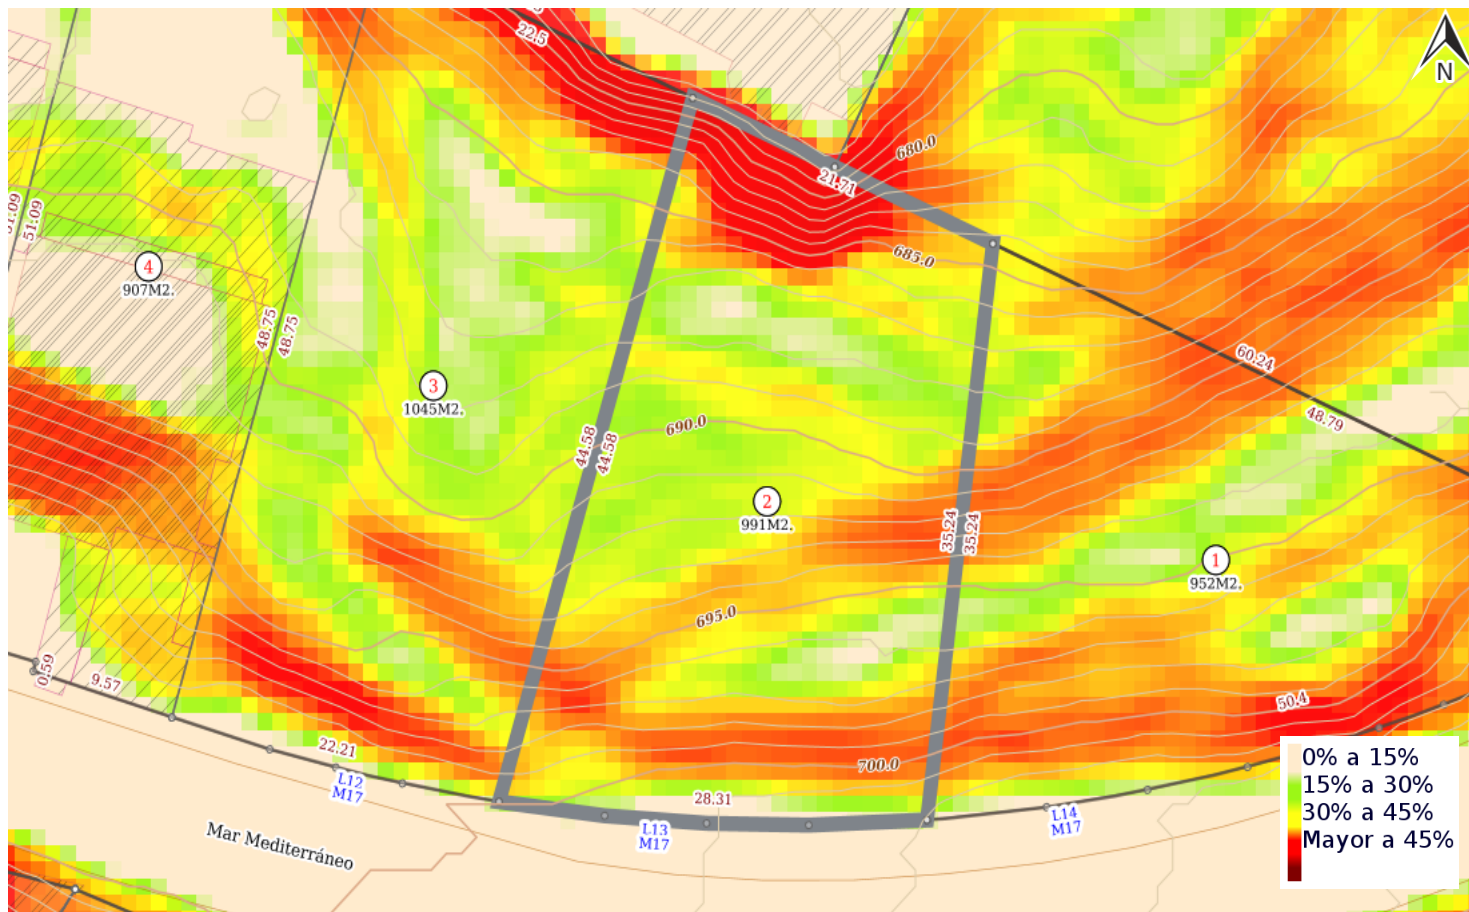 22.5
N
680.0
21.71
685.0
51.09
51.09
4
907M2.
48.75
48.75
60.24
48.79
3
1045M2.
690.0
44.58
44.58
2
991M2.
35.24
35.24
1
952M2.
695.0
0.59
9.57
50.4
22.21
L12
M17
700.0
28.31
L13
M17
L14
M17
Mar Mediterráneo
0% a 15%
15% a 30%
30% a 45%
Mayor a 45%